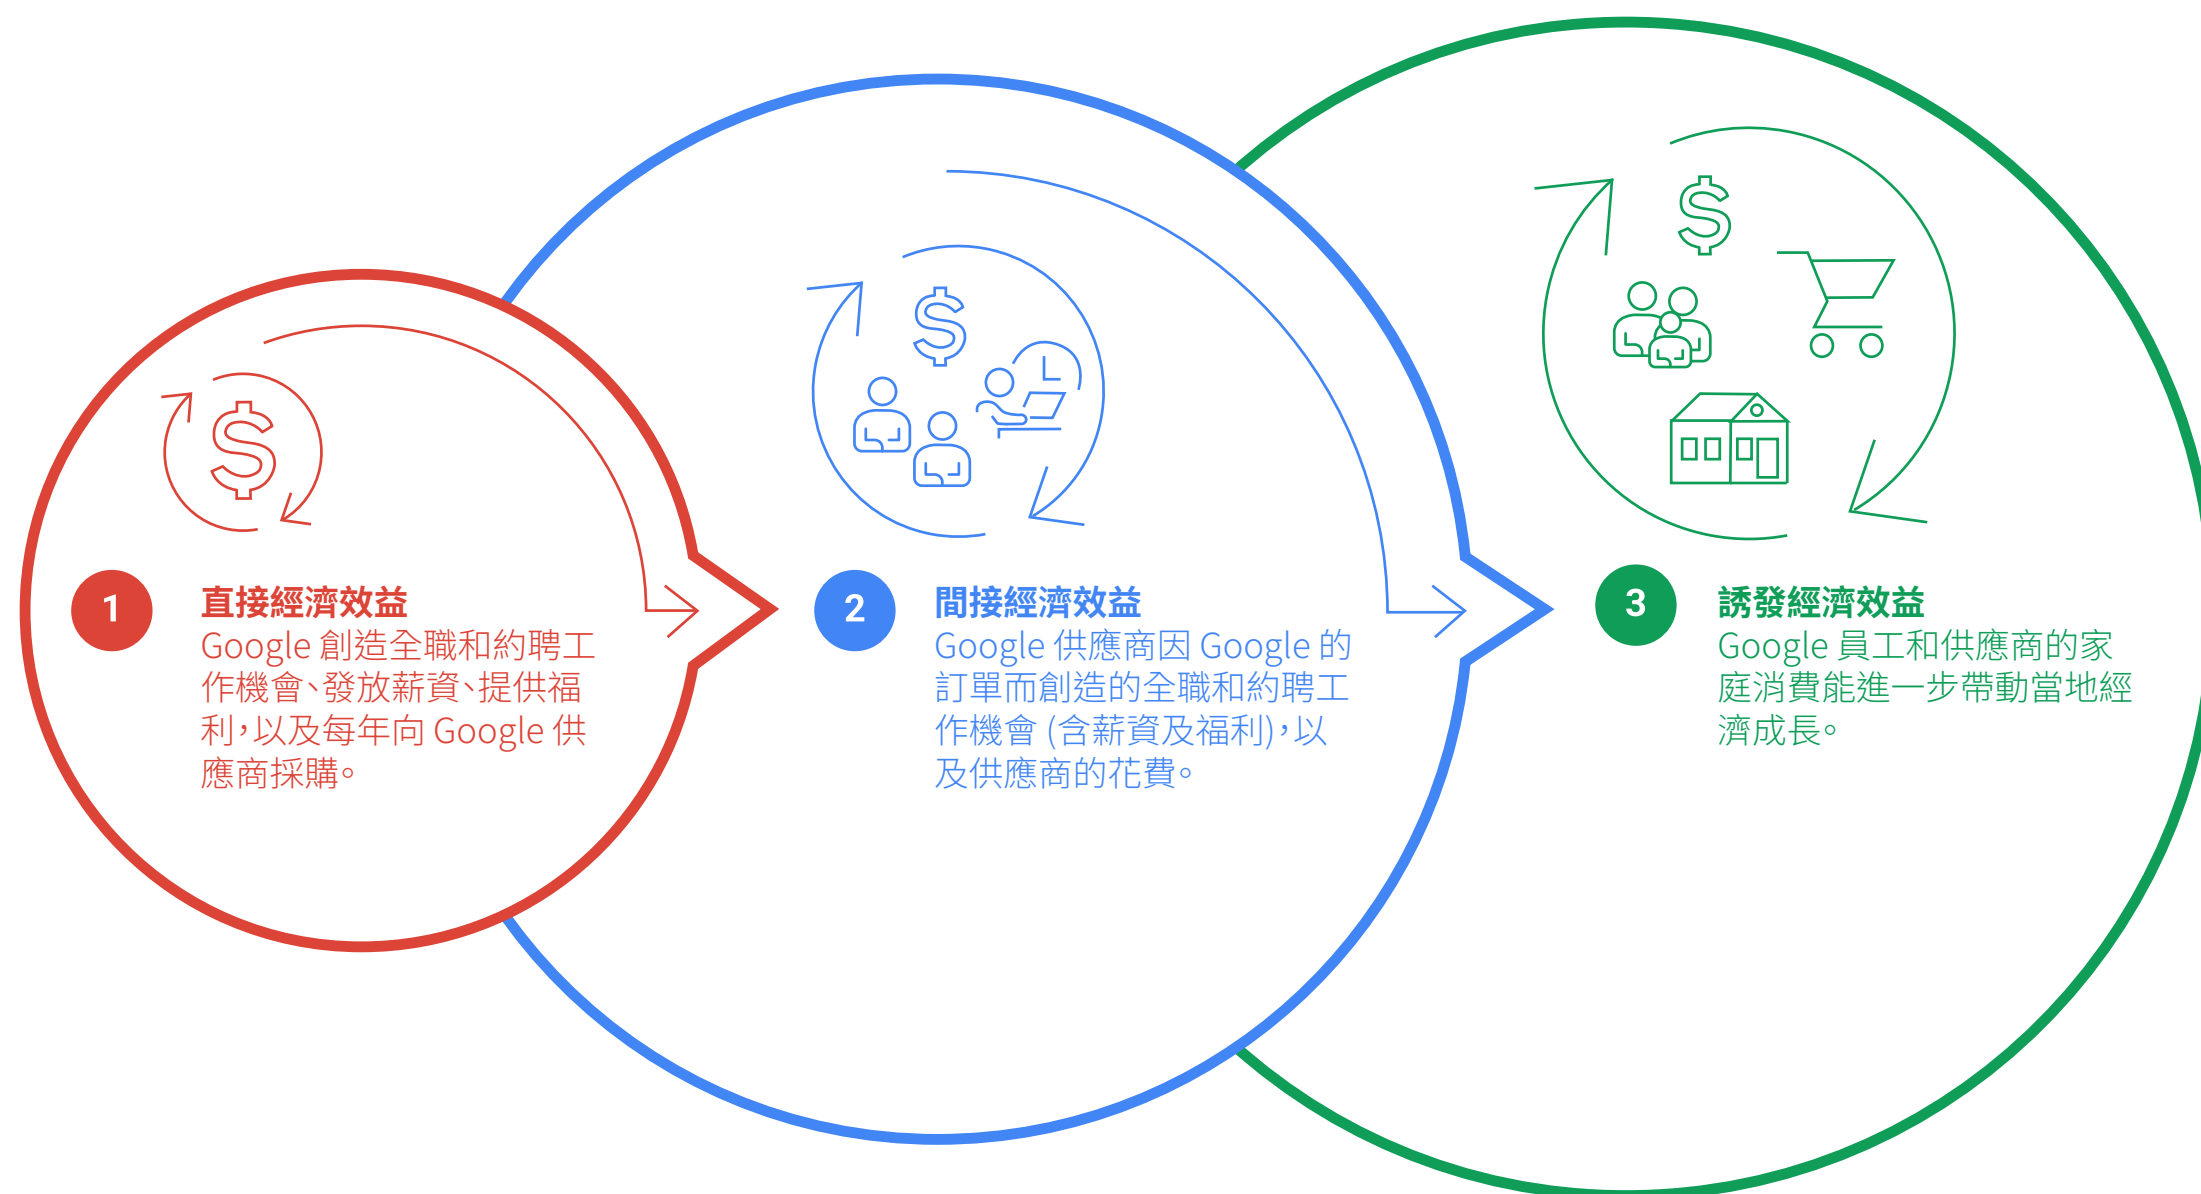 1
直接經濟效益
Google 創造全職和約聘工
作機會、發放薪資、提供福
利，以及每年向 Google 供
應商採購。
2
間接經濟效益
Google 供應商因 Google 的
訂單而創造的全職和約聘工
作機會 (含薪資及福利)，以
及供應商的花費。
3
誘發經濟效益
Google 員工和供應商的家
庭消費能進一步帶動當地經
濟成長。